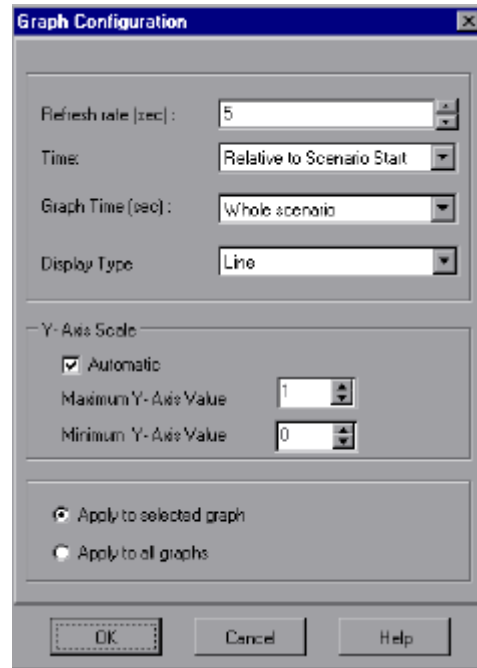 Graph Configuration
Refresh rate (sec) : 5
Time: Relative to Scenario Start
Graph Time (sec) : Whole scenario
Display Type Line
Y- Axis Scale
Automatic
Maximum Y- Axis Value 1
Minimum Y- Axis Value 0
Apply to selected graph
Apply to all graphs
OK Cancel Help